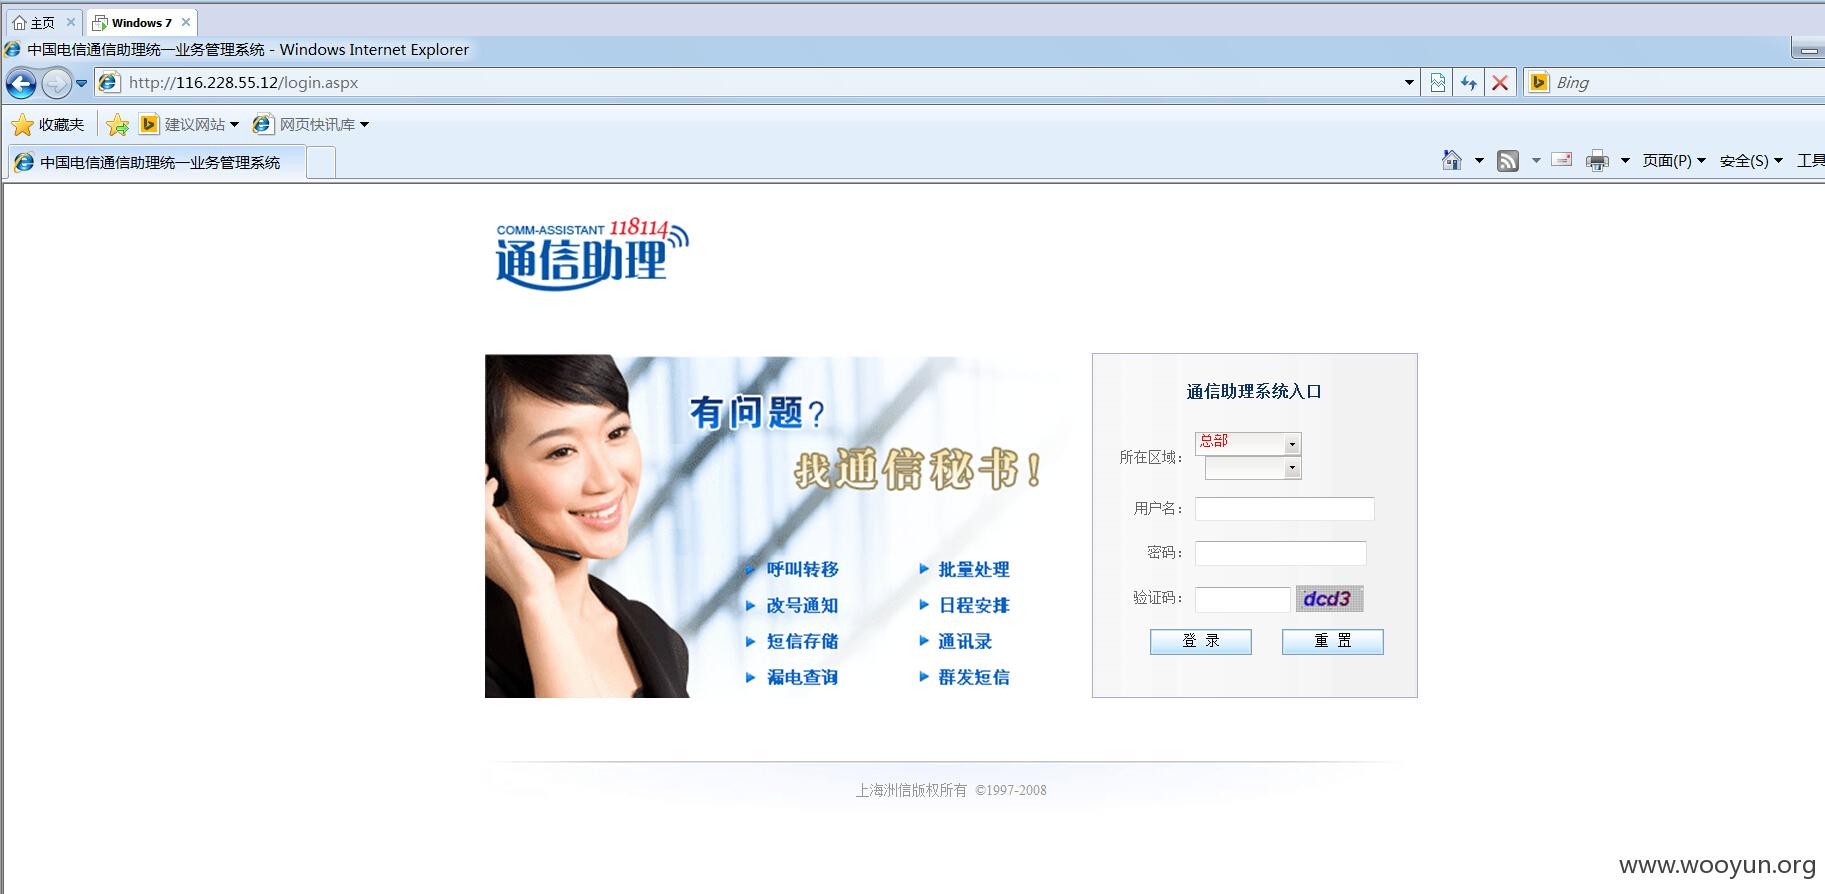 主页 Windows 7
中国电信通信助理统一业务管理系统 - Windows Internet Explorer
http://116.228.55.12/login.aspx
Bing
收藏夹 建议网站 网页快讯库
中国电信通信助理统一业务管理系统
页面(P) 安全(S) 工具
COMM-ASSISTANT 118114
通信助理
有问题?
找通信秘书!
呼叫转移 批量处理
改号通知 日程安排
短信存储 通讯录
漏电查询 群发短信
通信助理系统入口
所在区域: 总部
用户名:
密码:
验证码: dcd3
登 录 重 置
上海洲信版权所有 ©1997-2008
www.wooyun.org